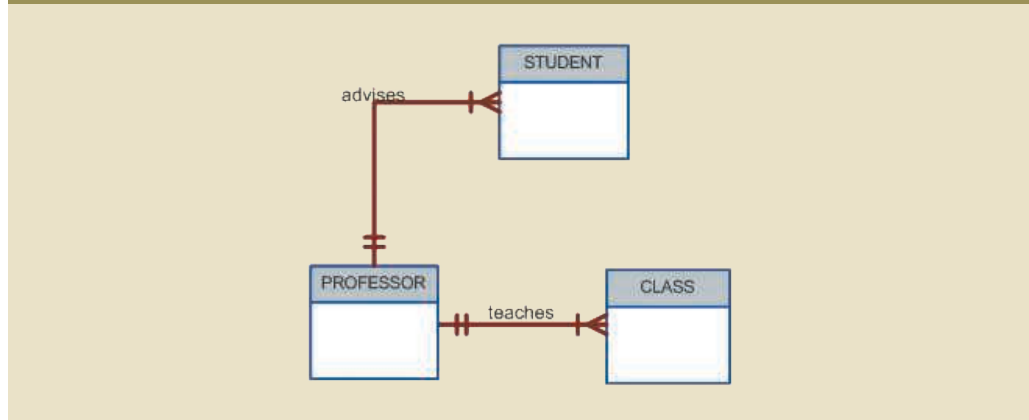 STUDENT
advises
PROFESSOR
teaches
CLASS